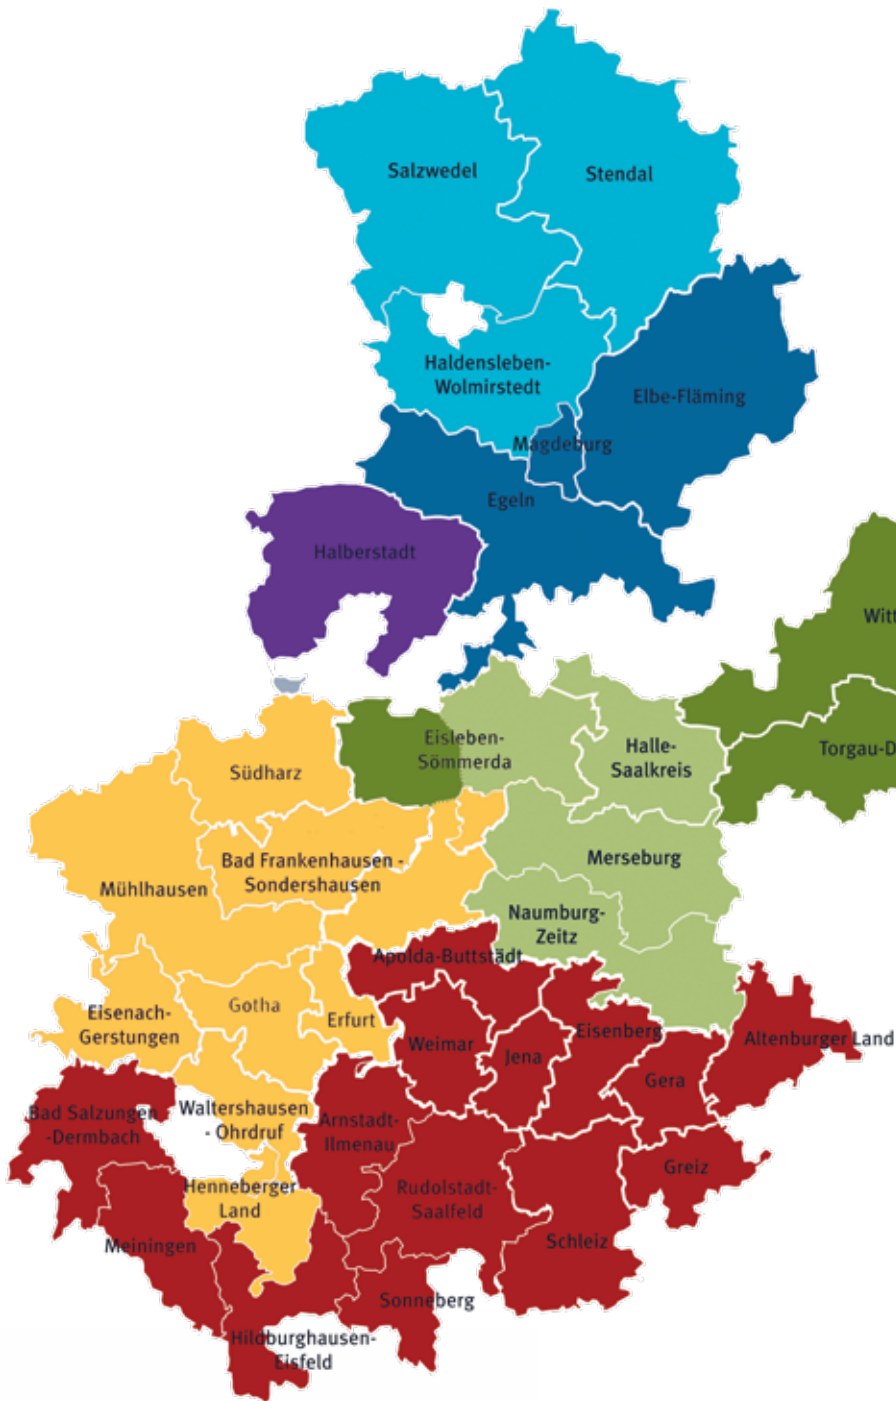 Salzwedel
Stendal
Haldensleben-
Wolmirstedt
Elbe-Fläming
Magdeburg
Egeln
Halberstadt
Witt
Eisleben-
Sömmerda
Halle-
Saalkreis
Torgau-D
Südharz
Bad Frankenhausen -
Sondershausen
Merseburg
Mühlhausen
Naumburg-
Zeitz
Apolda-Buttstädt
Eisenach-
Gerstungen
Gotha
Erfurt
Weimar
Jena
Eisenberg
Altenburger Land
Gera
Bad Salzungen
-Dermbach
Waltershausen
- Ohrdruf
Arnstadt-
Ilmenau
Greiz
Henneberger
Land
Rudolstadt-
Saalfeld
Meiningen
Schleiz
Sonneberg
Hildburghausen-
Eisfeld